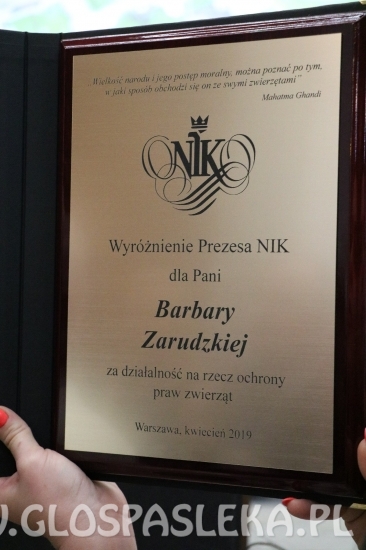 „Wielkość narodu i jego postęp moralny, można poznać po tym,
w jaki sposób obchodzi się on ze swymi zwierzętami”
Mahatma Ghandi
NIK
Wyróżnienie Prezesa NIK
dla Pani
Barbary
Zarudzkiej
za działalność na rzecz ochrony
praw zwierząt
Warszawa, kwiecień 2019
W.GLOSPASLEKA.PL